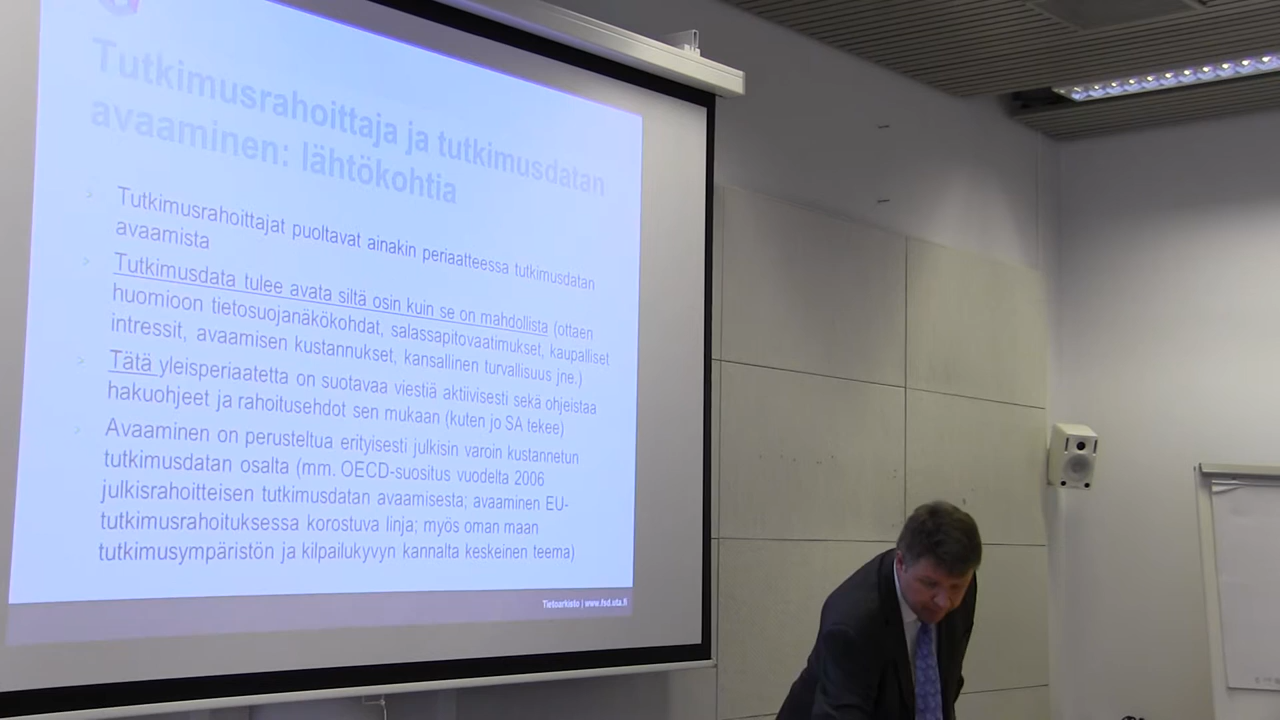 Tutkimusrahoittaja ja tutkimusdatan
avaaminen: lähtökohtia
Tutkimusrahoittajat puoltavat ainakin periaatteessa tutkimusdatan
avaamista
Tutkimusdata tulee avata siltä osin kuin se on mahdollista (ottaen
huomioon tietosuojanäkökohdat, salassapitovaatimukset, kaupalliset
intressit, avaamisen kustannukset, kansallinen turvallisuus jne.)
Tätä yleisperiaatetta on suotavaa viestiä aktiivisesti sekä ohjeistaa
hakuohjeet ja rahoitusehdot sen mukaan (kuten jo SA tekee)
Avaaminen on perusteltua erityisesti julkisin varoin kustannetun
tutkimusdatan osalta (mm. OECD-suositus vuodelta 2006
julkisrahoitteisen tutkimusdatan avaamisesta; avaaminen EU-
tutkimusrahoituksessa korostuva linja; myös oman maan
tutkimusympäristön ja kilpailukyvyn kannalta keskeinen teema)
Tietoarkisto | www.fsd.uta.fi